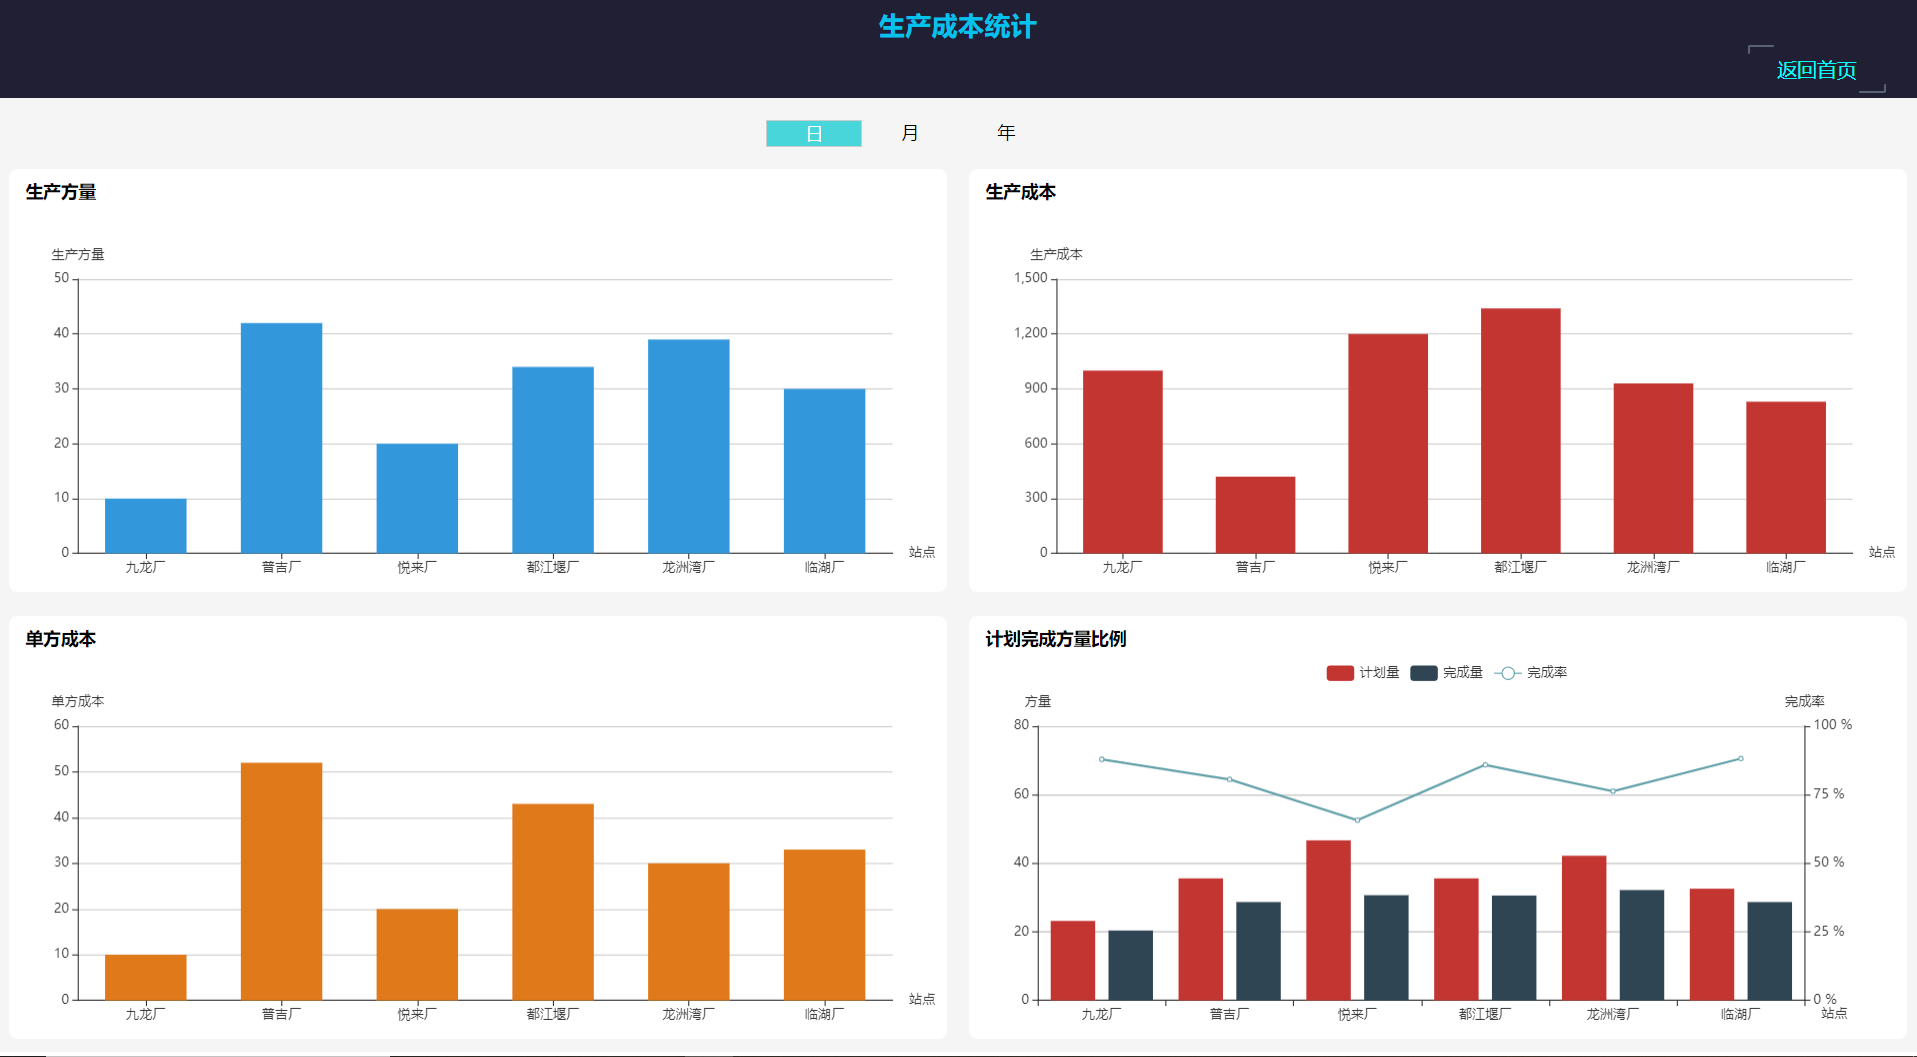 生产成本统计
返回首页
日 月 年
生产方量
生产方量
50
40
30
20
10
0
九龙厂 普吉厂 悦来厂 都江堰厂 龙洲湾厂 临湖厂
站点
生产成本
生产成本
1,500
1,200
900
600
300
0
九龙厂 普吉厂 悦来厂 都江堰厂 龙洲湾厂 临湖厂
站点
单方成本
单方成本
60
50
40
30
20
10
0
九龙厂 普吉厂 悦来厂 都江堰厂 龙洲湾厂 临湖厂
站点
计划完成方量比例
计划量 完成量 完成率
方量 完成率
80 100 %
60 75 %
40 50 %
20 25 %
0 0 %
九龙厂 普吉厂 悦来厂 都江堰厂 龙洲湾厂 临湖厂 站点